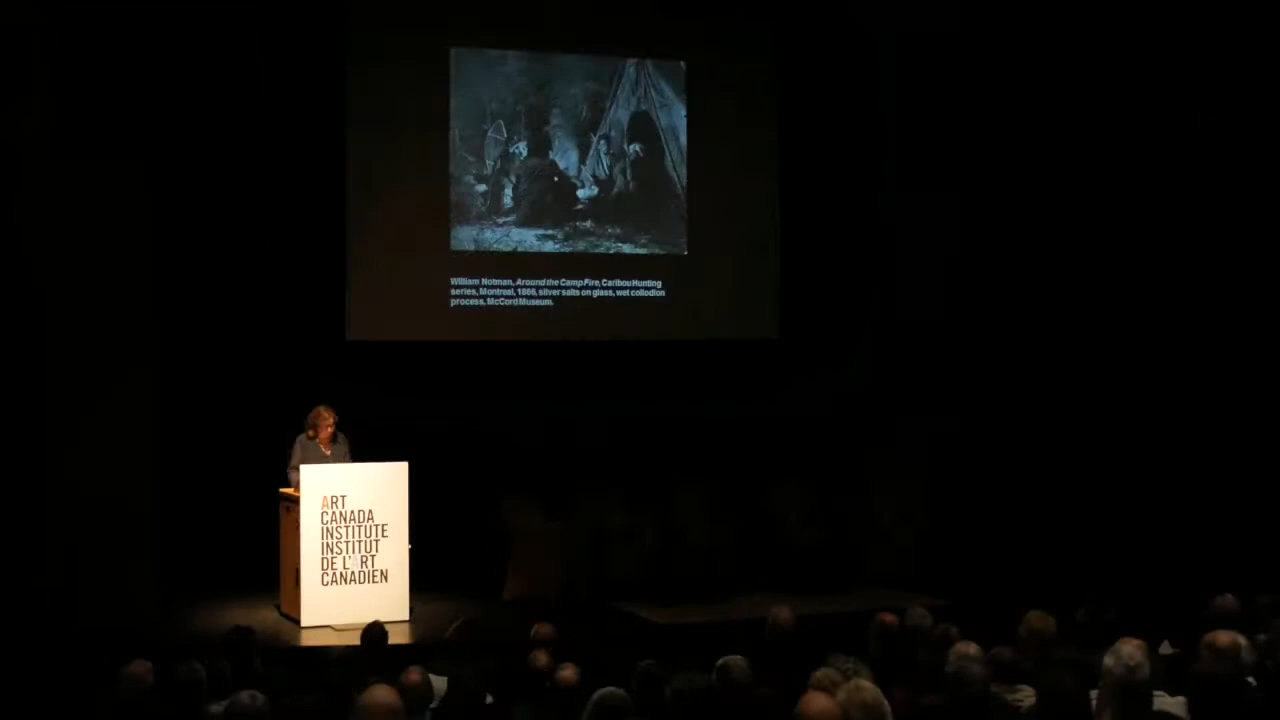 William Notman, Around the Camp Fire, Caribou Hunting
series, Montreal, 1866, silver salts on glass, wet collodion
process, McCord Museum.
ART
CANADA
INSTITUTE
INSTITUT
DE L'ART
CANADIEN